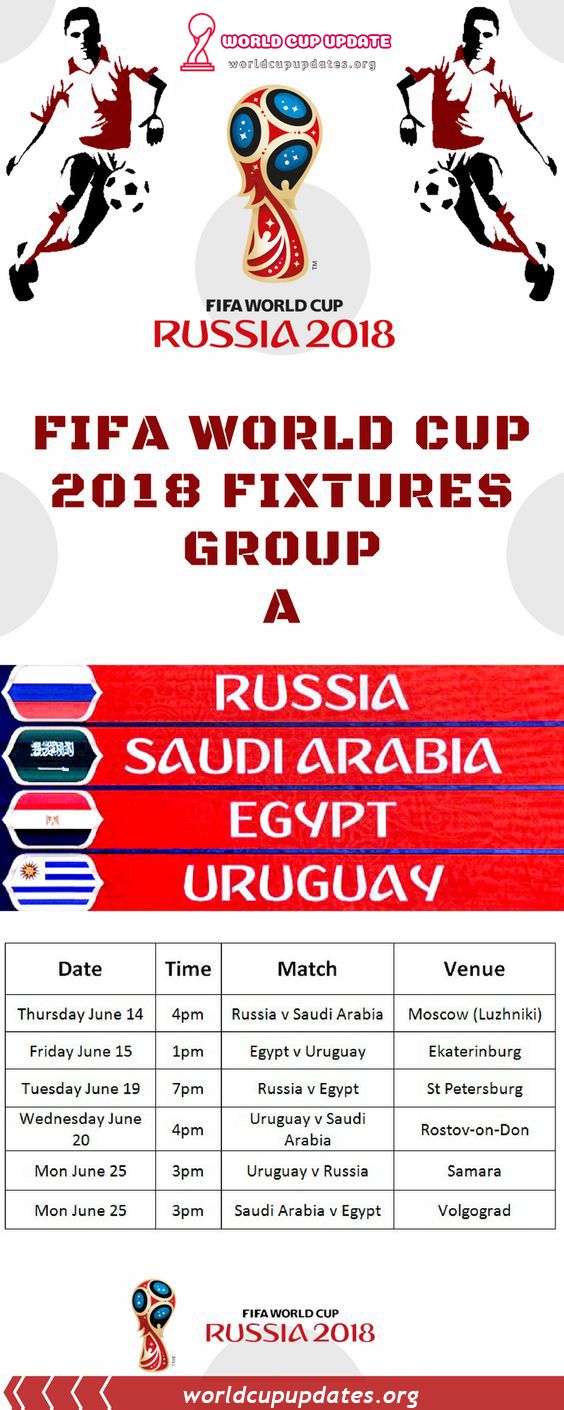 WORLD CUP UPDATE
worldcupupdates.org
TM
FIFA WORLD CUP
RUSSIA 2018
FIFA WORLD CUP
2018 FIXTURES
GROUP
A
RUSSIA
SAUDI ARABIA
EGYPT
URUGUAY
Date Time Match Venue
Thursday June 14 4pm Russia v Saudi Arabia Moscow (Luzhniki)
Friday June 15 1pm Egypt v Uruguay Ekaterinburg
Tuesday June 19 7pm Russia v Egypt St Petersburg
Wednesday June 20 4pm Uruguay v Saudi Arabia Rostov-on-Don
Mon June 25 3pm Uruguay v Russia Samara
Mon June 25 3pm Saudi Arabia v Egypt Volgograd
FIFA WORLD CUP
RUSSIA 2018
TM
worldcupupdates.org